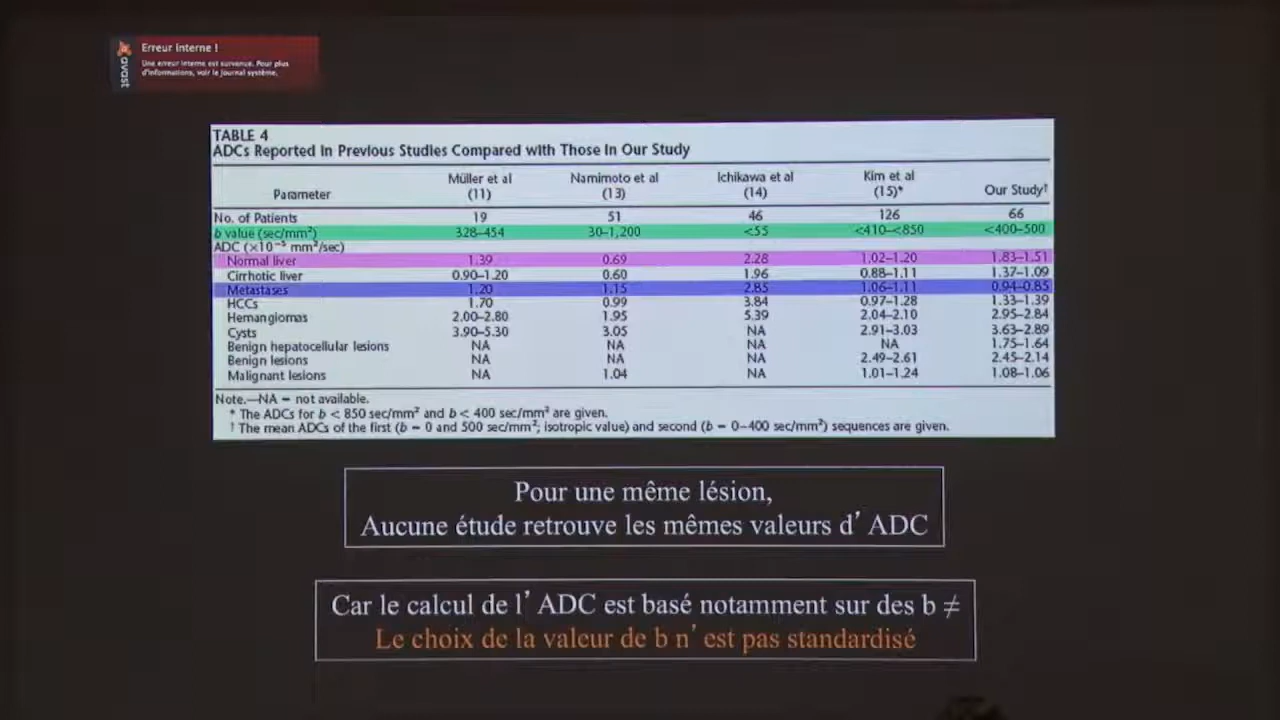 Erreur Interne !
Une erreur interne est survenue. Pour plus
d'informations, voir le journal système.
avast
TABLE 4
ADCs Reported in Previous Studies Compared with Those in Our Study
Parameter Müller et al (11) Namimoto et al (13) Ichikawa et al (14) Kim et al (15)* Our Study†
No. of Patients 19 51 46 126 66
b value (sec/mm²) 328–454 30–1,200 <55 <410–<850 <400–500
ADC (×10⁻³ mm²/sec)
Normal liver 1.39 0.69 2.28 1.02–1.20 1.83–1.51
Cirrhotic liver 0.90–1.20 0.60 1.96 0.88–1.11 1.37–1.09
Metastases 1.20 1.15 2.85 1.06–1.11 0.94–0.85
HCCs 1.70 0.99 3.84 0.97–1.28 1.33–1.39
Hemangiomas 2.00–2.80 1.95 5.39 2.04–2.10 2.95–2.84
Cysts 3.90–5.30 3.05 NA 2.91–3.03 3.63–2.89
Benign hepatocellular lesions NA NA NA NA 1.75–1.64
Benign lesions NA NA NA 2.49–2.61 2.45–2.14
Malignant lesions NA 1.04 NA 1.01–1.24 1.08–1.06
Note.—NA = not available.
* The ADCs for b < 850 sec/mm² and b < 400 sec/mm² are given.
† The mean ADCs of the first (b = 0 and 500 sec/mm²; isotropic value) and second (b = 0–400 sec/mm²) sequences are given.
Pour une même lésion,
Aucune étude retrouve les mêmes valeurs d’ ADC
Car le calcul de l’ ADC est basé notamment sur des b ≠
Le choix de la valeur de b n’ est pas standardisé